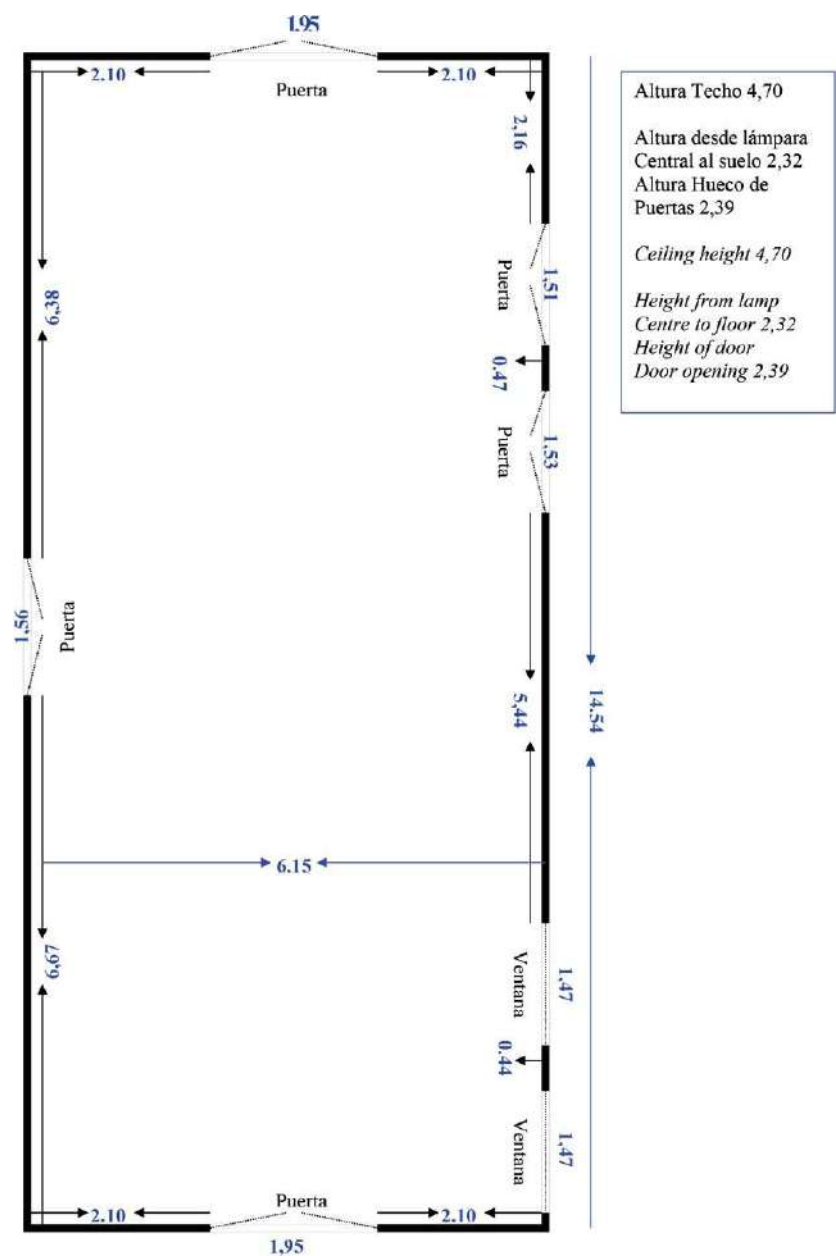 1.95
2.10
2.10
Puerta
2,16
Puerta
1,51
0.47
Puerta
1,53
6,38
1,56
Puerta
5,44
14.54
6.15
6,67
Ventana
1,47
0.44
Ventana
1,47
Puerta
2.10
2.10
1,95
Altura Techo 4,70
Altura desde lámpara
Central al suelo 2,32
Altura Hueco de
Puertas 2,39
Ceiling height 4,70
Height from lamp
Centre to floor 2,32
Height of door
Door opening 2,39